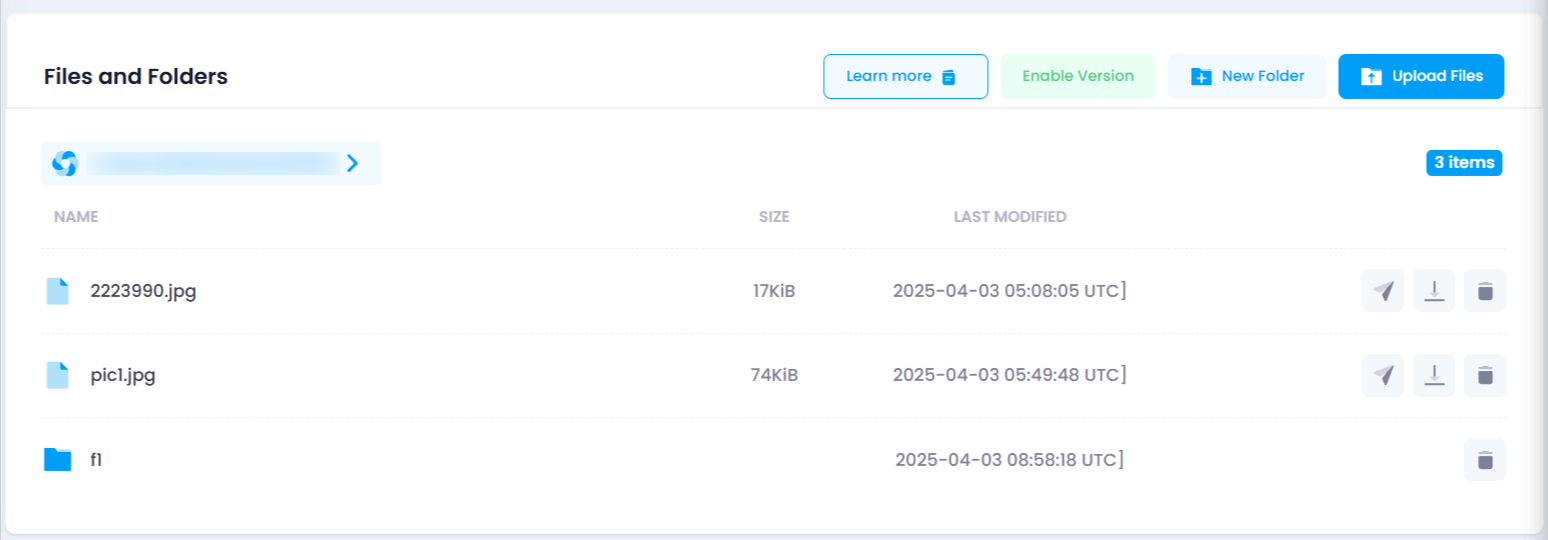 Files and Folders
Learn more
Enable Version
New Folder
Upload Files
3 items
NAME SIZE LAST MODIFIED
2223990.jpg 17KiB 2025-04-03 05:08:05 UTC]
pic1.jpg 74KiB 2025-04-03 05:49:48 UTC]
f1 2025-04-03 08:58:18 UTC]